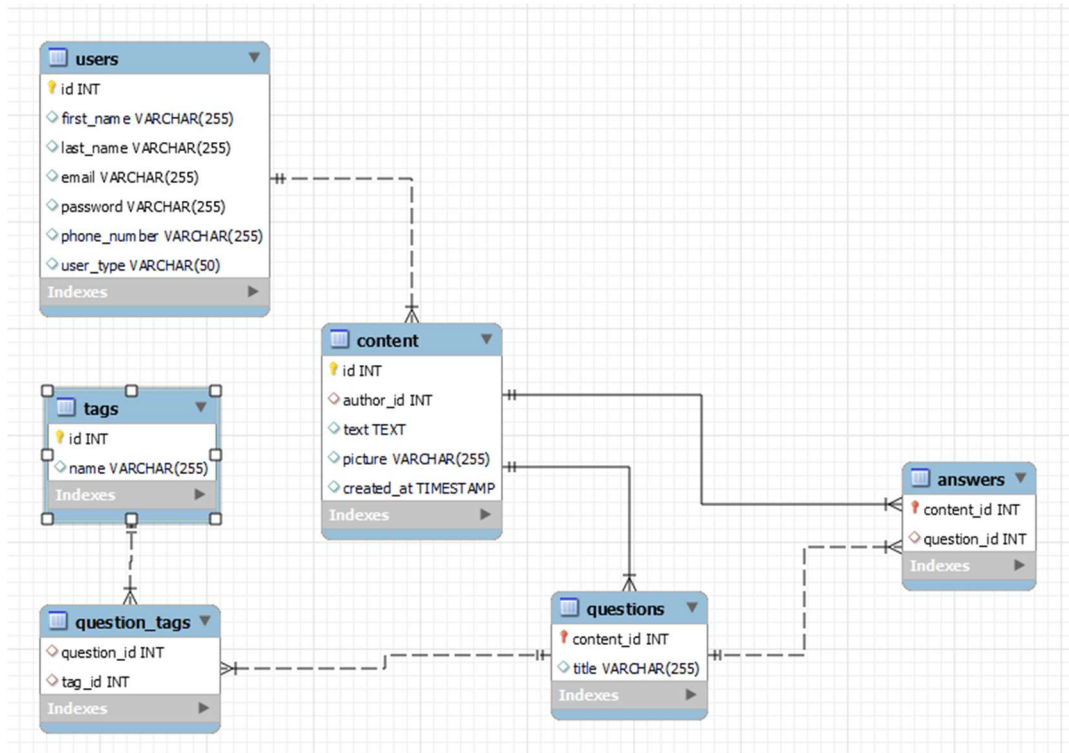 users
id INT
first_name VARCHAR(255)
last_name VARCHAR(255)
email VARCHAR(255)
password VARCHAR(255)
phone_number VARCHAR(255)
user_type VARCHAR(50)
Indexes
content
id INT
author_id INT
text TEXT
picture VARCHAR(255)
created_at TIMESTAMP
Indexes
tags
id INT
name VARCHAR(255)
Indexes
answers
content_id INT
question_id INT
Indexes
question_tags
question_id INT
tag_id INT
Indexes
questions
content_id INT
title VARCHAR(255)
Indexes